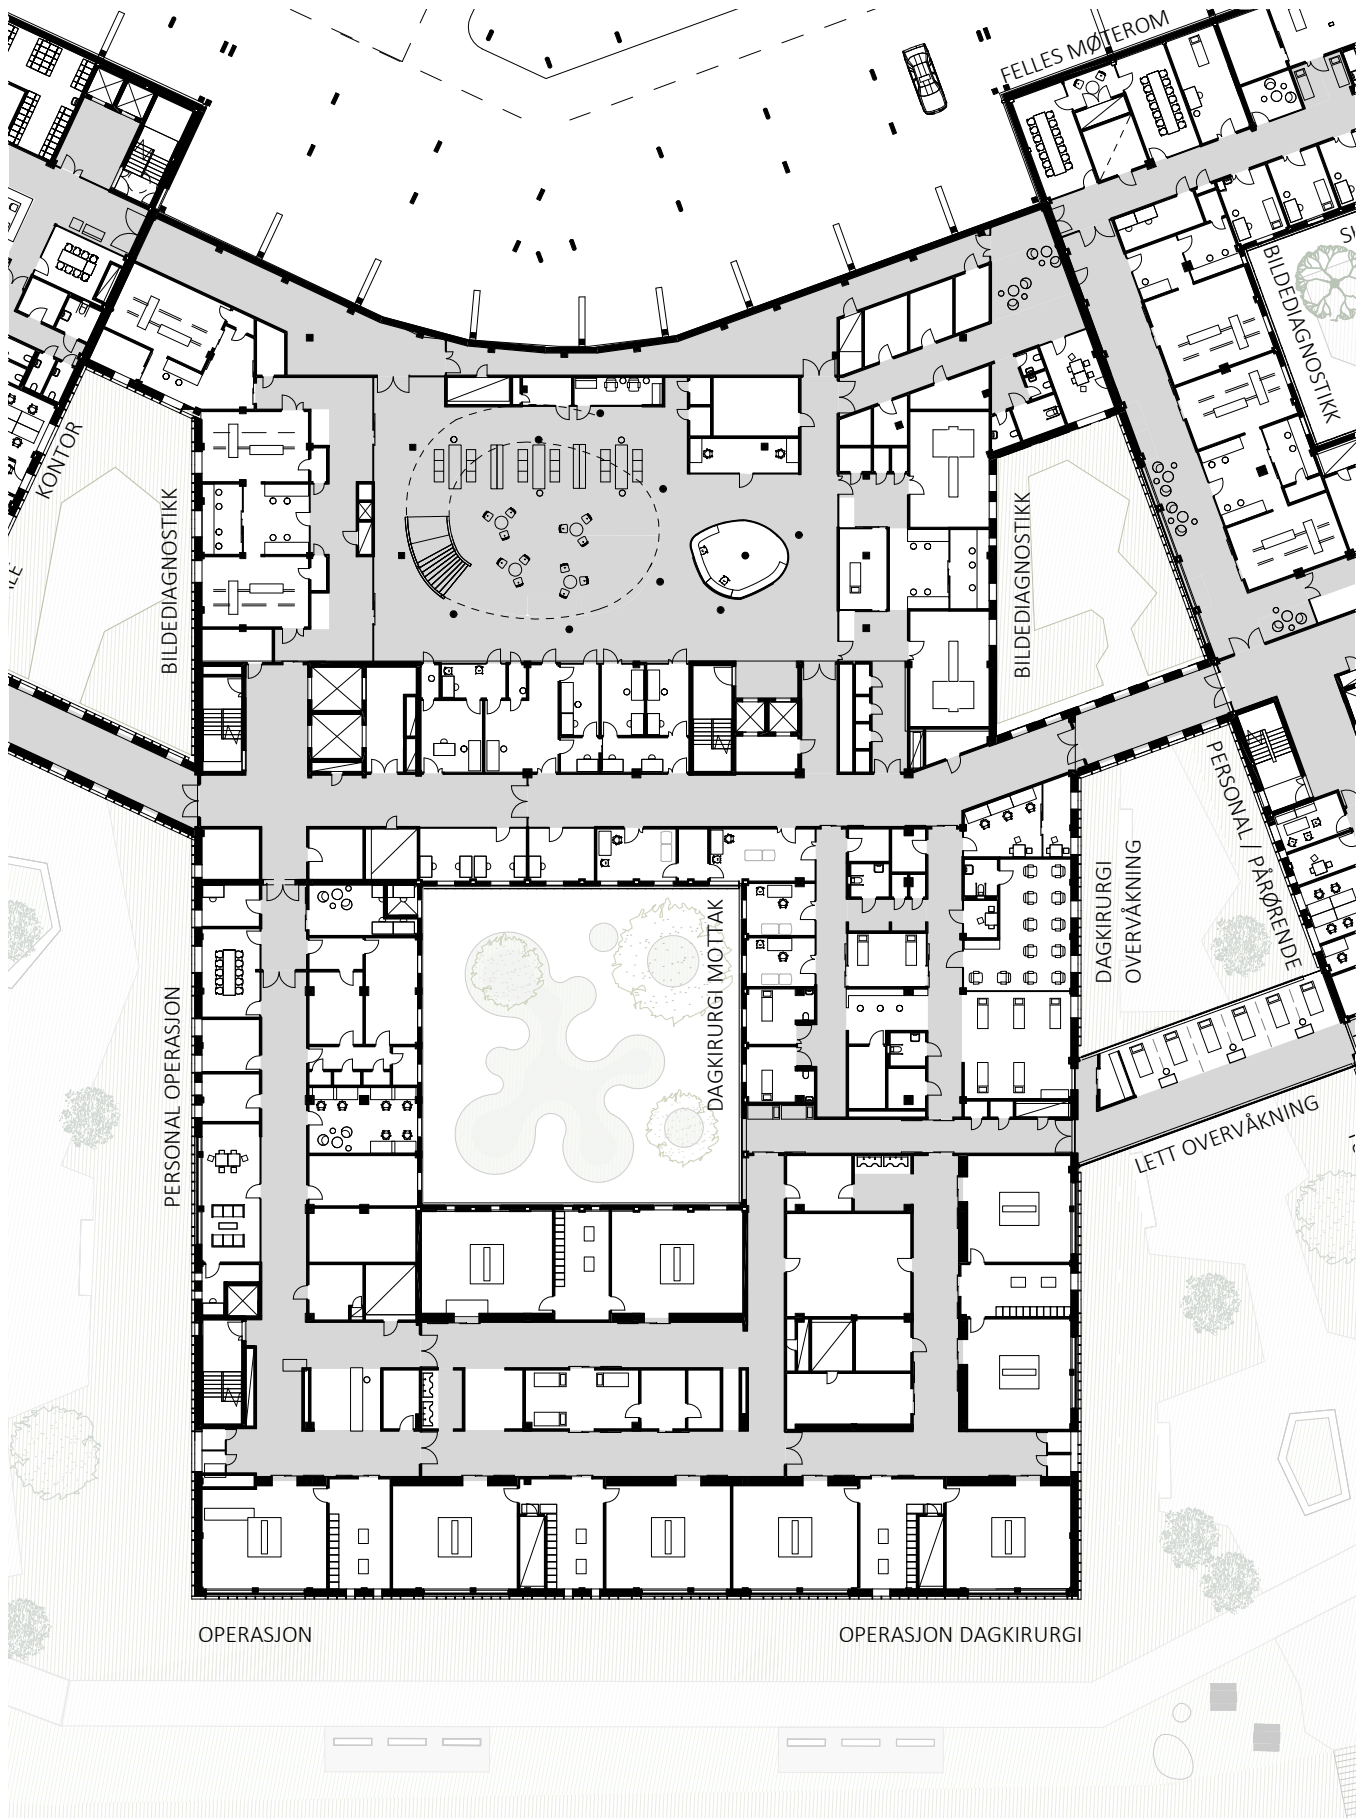 FELLES MØTEROM
BILDEDIAGNOSTIKK
KONTOR
BILDEDIAGNOSTIKK
BILDEDIAGNOSTIKK
PERSONAL / PÅRØRENDE
DAGKIRURGI
OVERVÅKNING
DAGKIRURGI MOTTAK
PERSONAL OPERASJON
LETT OVERVÅKNING
OPERASJON
OPERASJON DAGKIRURGI